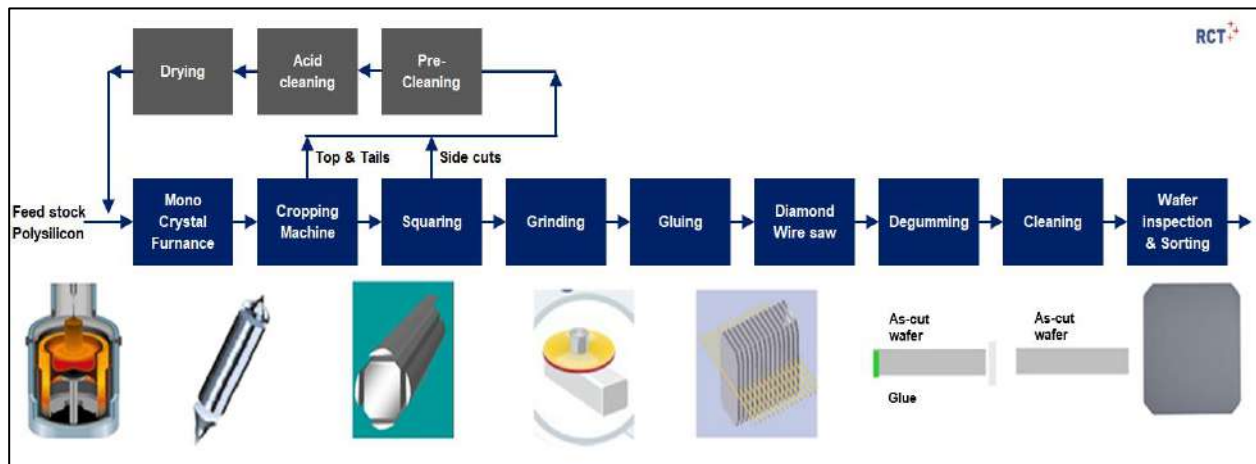 RCT
Drying
Acid
cleaning
Pre-
Cleaning
Top & Tails
Side cuts
Feed stock
Polysilicon
Mono
Crystal
Furnance
Cropping
Machine
Squaring
Grinding
Gluing
Diamond
Wire saw
Degumming
Cleaning
Wafer
inspection
& Sorting
As-cut
wafer
Glue
As-cut
wafer